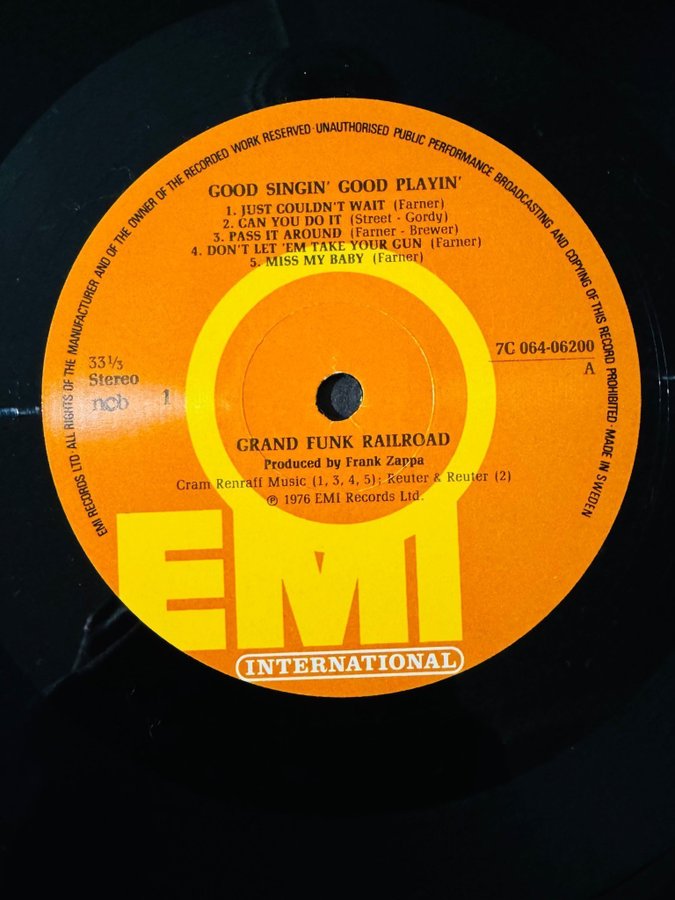 EMI RECORDS LTD·ALL RIGHTS OF THE MANUFACTURER AND OF THE OWNER OF THE RECORDED WORK RESERVED·UNAUTHORISED PUBLIC PERFORMANCE BROADCASTING AND COPYING OF THIS RECORD PROHIBITED·MADE IN SWEDEN
GOOD SINGIN' GOOD PLAYIN'
1. JUST COULDN'T WAIT (Farner)
2. CAN YOU DO IT (Street - Gordy)
3. PASS IT AROUND (Farner - Brewer)
4. DON'T LET 'EM TAKE YOUR GUN (Farner)
5. MISS MY BABY (Farner)
7C 064-06200
A
33⅓
Stereo
ncb 1
GRAND FUNK RAILROAD
Produced by Frank Zappa
Cram Renraff Music (1, 3, 4, 5); Reuter & Reuter (2)
℗ 1976 EMI Records Ltd.
EMI
INTERNATIONAL